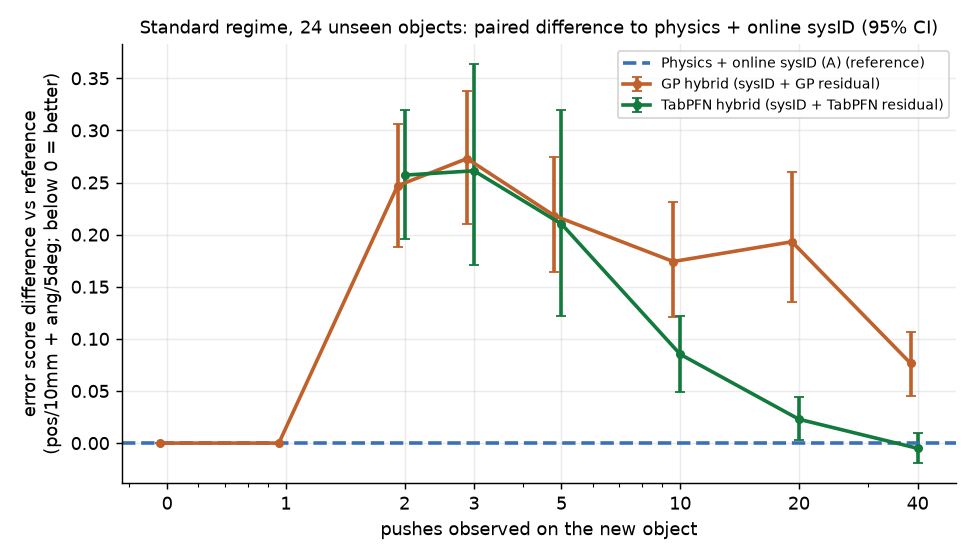 Standard regime, 24 unseen objects: paired difference to physics + online sysID (95% CI)
Physics + online sysID (A) (reference)
GP hybrid (sysID + GP residual)
TabPFN hybrid (sysID + TabPFN residual)
error score difference vs reference
(pos/10mm + ang/5deg; below 0 = better)
0.35
0.30
0.25
0.20
0.15
0.10
0.05
0.00
0 1 2 3 5 10 20 40
pushes observed on the new object